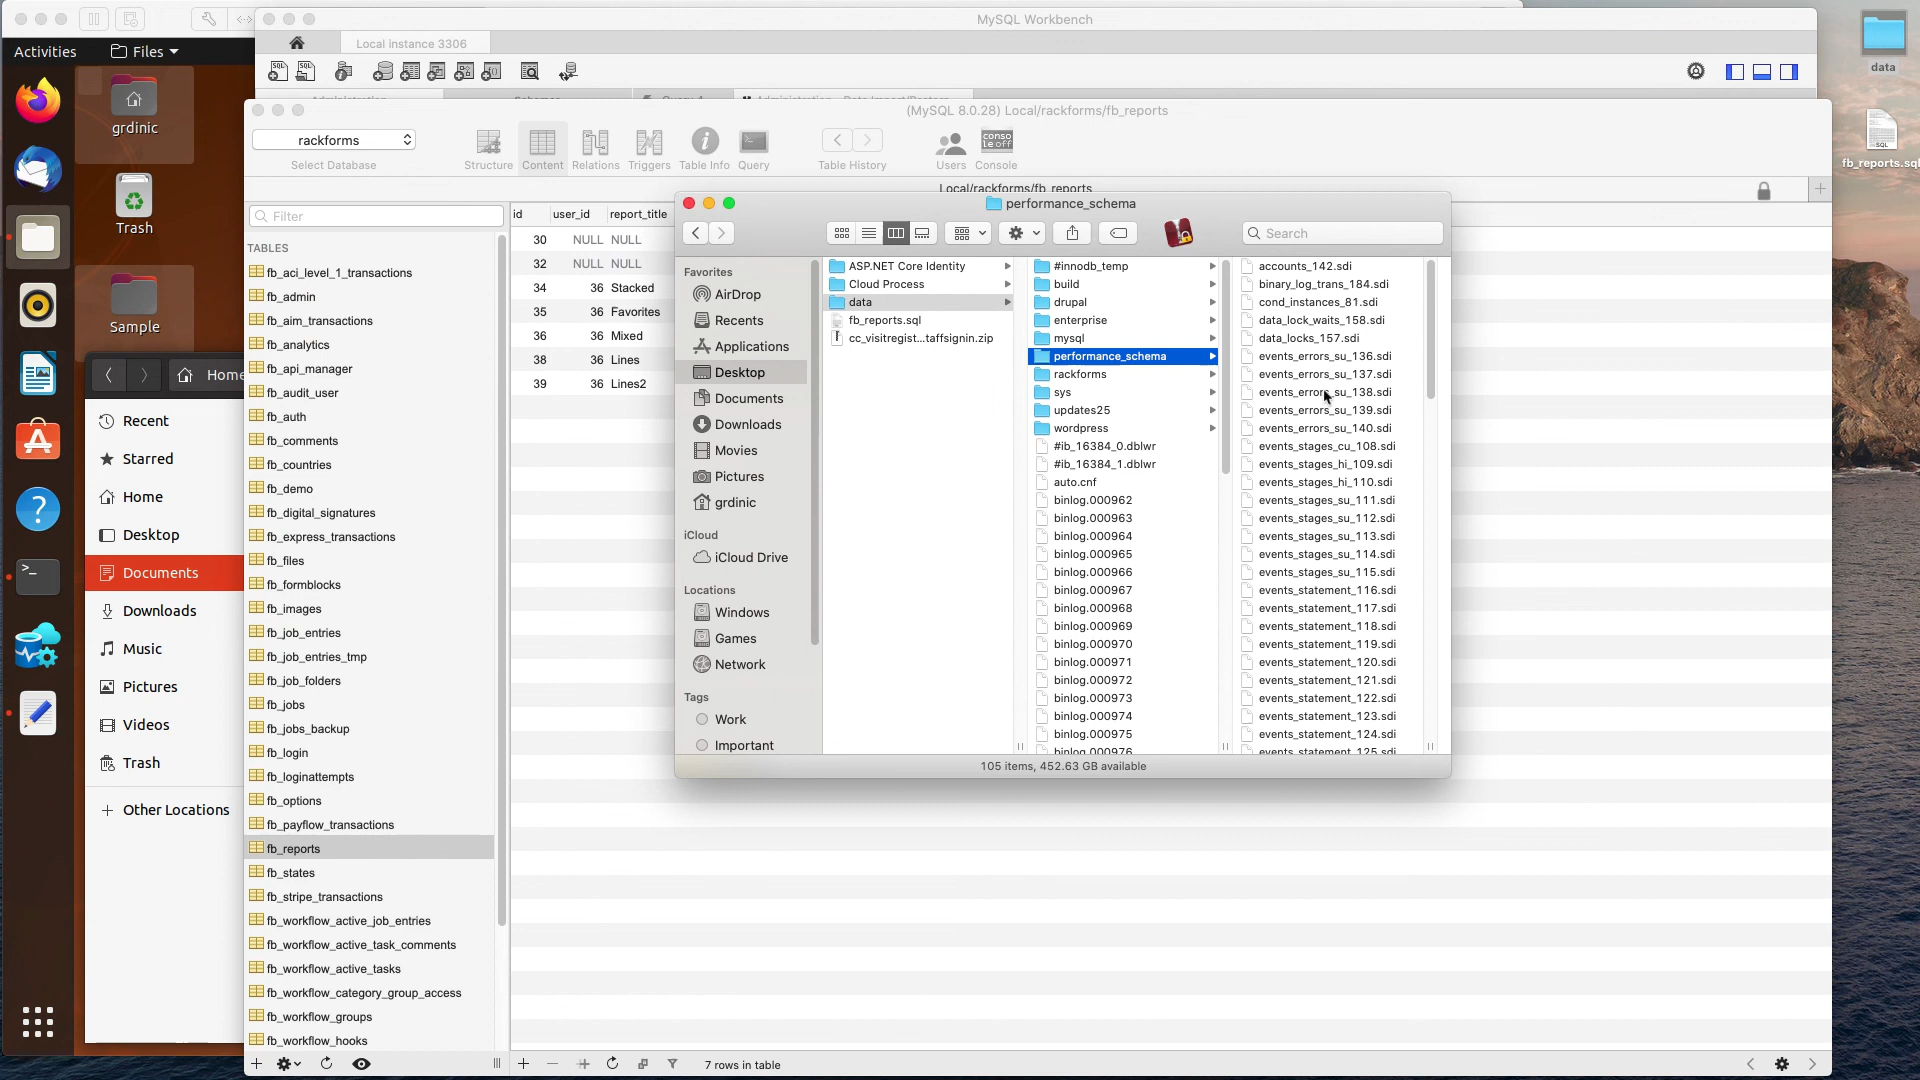 MySQL Workbench
Activities
Files
Local instance 3306
data
grdinic
(MySQL 8.0.28) Local/rackforms/fb_reports
rackforms
conso
le off
Select Database
Structure
Content
Relations
Triggers
Table Info
Query
Table History
Users
Console
fb_reports.sql
Local/rackforms/fb_reports
Trash
Sample
Filter
id
user_id
report_title
30 NULL NULL
32 NULL NULL
34 36 Stacked
35 36 Favorites
36 36 Mixed
38 36 Lines
39 36 Lines2
TABLES
fb_aci_level_1_transactions
fb_admin
fb_aim_transactions
fb_analytics
fb_api_manager
fb_audit_user
fb_auth
fb_comments
fb_countries
fb_demo
fb_digital_signatures
fb_express_transactions
fb_files
fb_formblocks
fb_images
fb_job_entries
fb_job_entries_tmp
fb_job_folders
fb_jobs
fb_jobs_backup
fb_login
fb_loginattempts
fb_options
fb_payflow_transactions
fb_reports
fb_states
fb_stripe_transactions
fb_workflow_active_job_entries
fb_workflow_active_task_comments
fb_workflow_active_tasks
fb_workflow_category_group_access
fb_workflow_groups
fb_workflow_hooks
Home
Recent
Starred
Home
Desktop
Documents
Downloads
Music
Pictures
Videos
Trash
Other Locations
performance_schema
Search
Favorites
AirDrop
Recents
Applications
Desktop
Documents
Downloads
Movies
Pictures
grdinic
iCloud
iCloud Drive
Locations
Windows
Games
Network
Tags
Work
Important
ASP.NET Core Identity
Cloud Process
data
fb_reports.sql
cc_visitregist...taffsignin.zip
#innodb_temp
build
drupal
enterprise
mysql
performance_schema
rackforms
sys
updates25
wordpress
#ib_16384_0.dblwr
#ib_16384_1.dblwr
auto.cnf
binlog.000962
binlog.000963
binlog.000964
binlog.000965
binlog.000966
binlog.000967
binlog.000968
binlog.000969
binlog.000970
binlog.000971
binlog.000972
binlog.000973
binlog.000974
binlog.000975
binlog.000976
accounts_142.sdi
binary_log_trans_184.sdi
cond_instances_81.sdi
data_lock_waits_158.sdi
data_locks_157.sdi
events_errors_su_136.sdi
events_errors_su_137.sdi
events_errors_su_138.sdi
events_errors_su_139.sdi
events_errors_su_140.sdi
events_stages_cu_108.sdi
events_stages_hi_109.sdi
events_stages_hi_110.sdi
events_stages_su_111.sdi
events_stages_su_112.sdi
events_stages_su_113.sdi
events_stages_su_114.sdi
events_stages_su_115.sdi
events_statement_116.sdi
events_statement_117.sdi
events_statement_118.sdi
events_statement_119.sdi
events_statement_120.sdi
events_statement_121.sdi
events_statement_122.sdi
events_statement_123.sdi
events_statement_124.sdi
events_statement_125.sdi
105 items, 452.63 GB available
7 rows in table